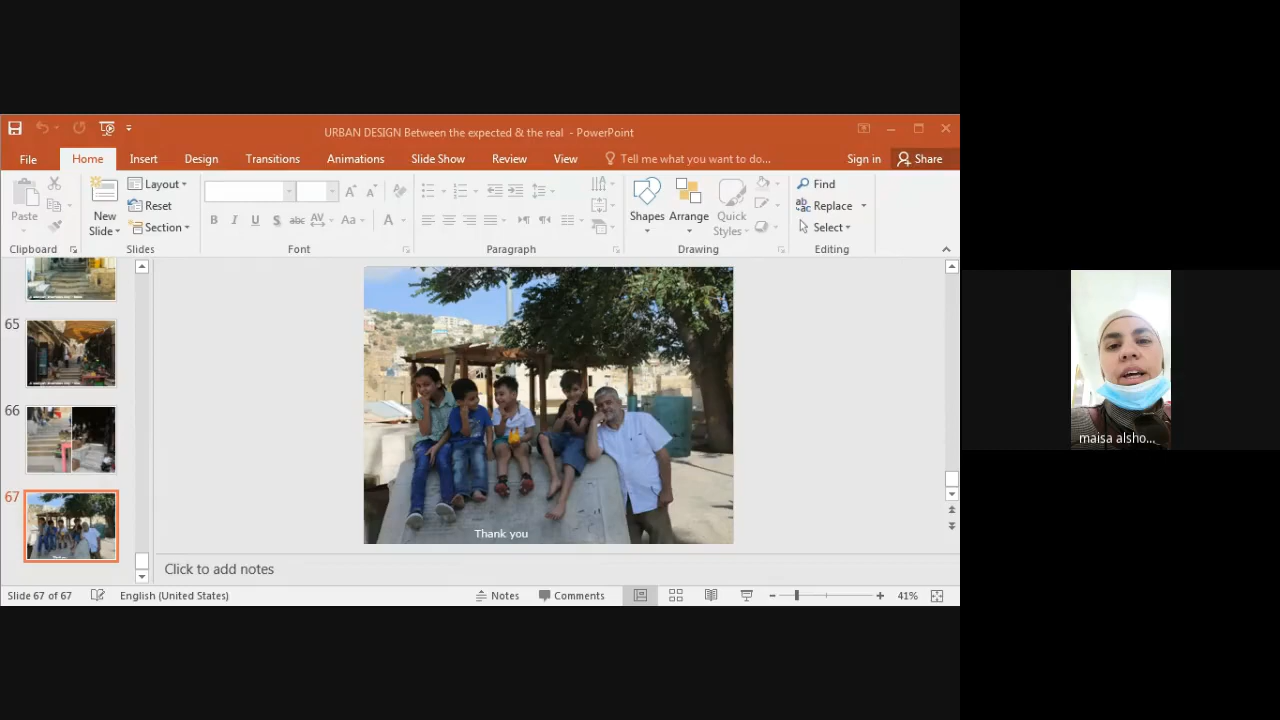 URBAN DESIGN Between the expected & the real - PowerPoint
File Home Insert Design Transitions Animations Slide Show Review View Tell me what you want to do... Sign in Share
Paste
New
Slide
Layout
Reset
Section
B I U S abc AV Aa A
Shapes Arrange Quick
Styles
Find
Replace
Select
Clipboard Slides Font Paragraph Drawing Editing
65
66
67
Thank you
Click to add notes
Slide 67 of 67 English (United States) Notes Comments 41%
maisa alsho...